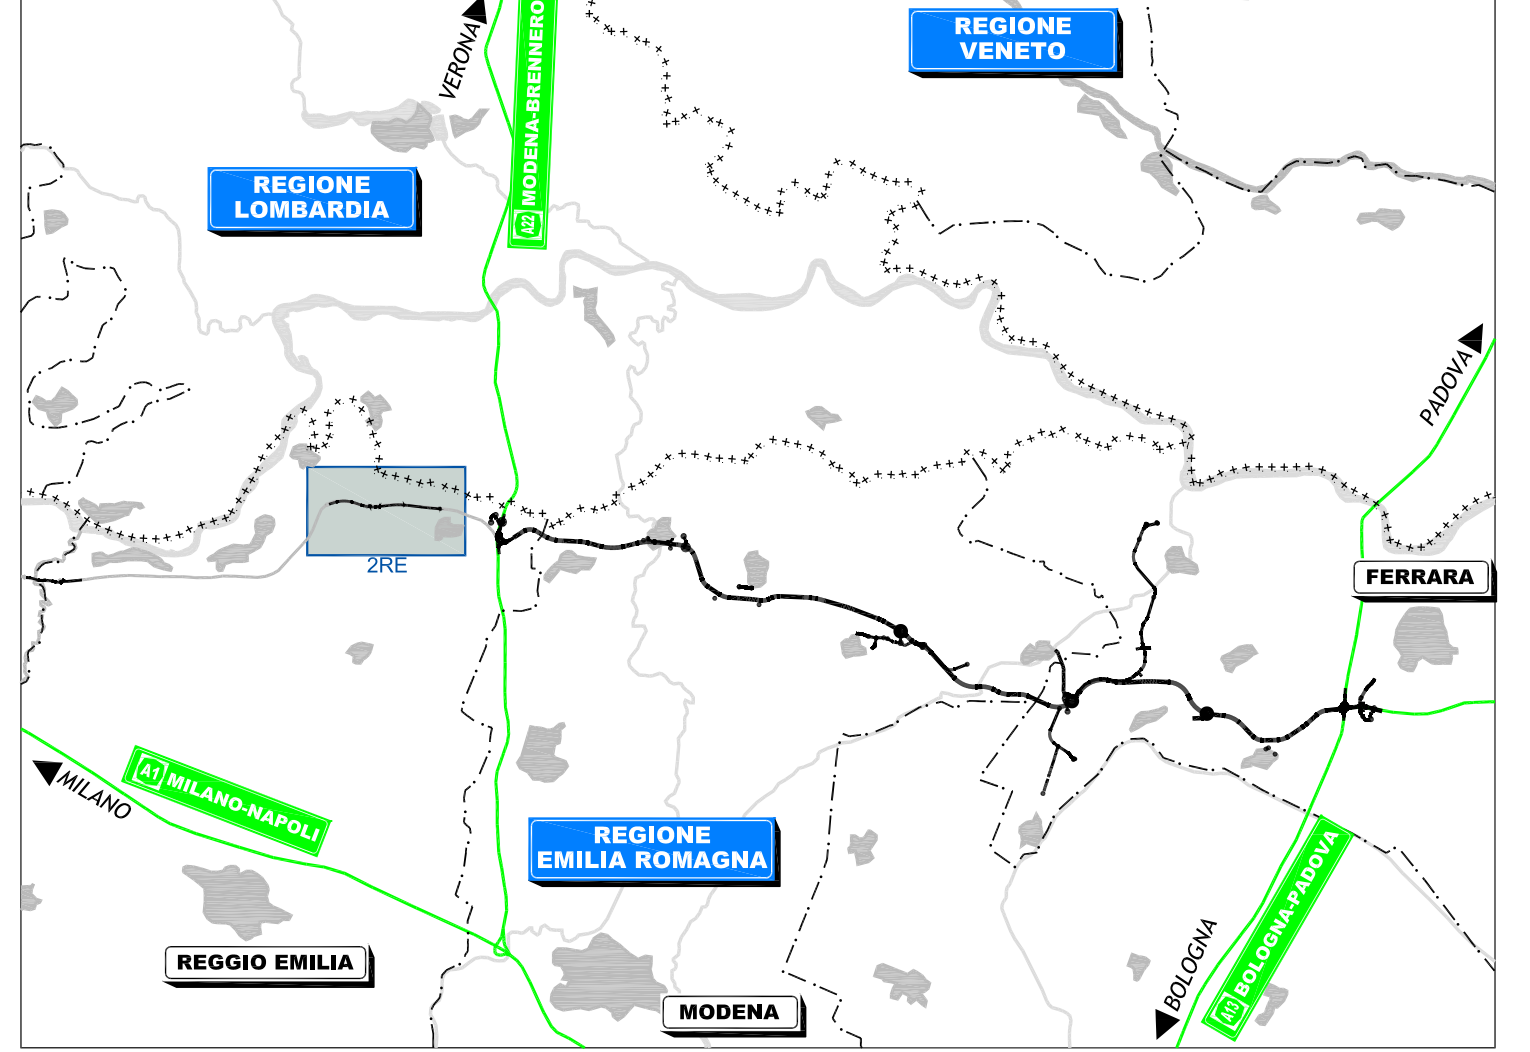 VERONA
A22 MODENA-BRENNERO
REGIONE
VENETO
REGIONE
LOMBARDIA
PADOVA
2RE
FERRARA
A1 MILANO-NAPOLI
MILANO
REGIONE
EMILIA ROMAGNA
A13 BOLOGNA-PADOVA
BOLOGNA
REGGIO EMILIA
MODENA